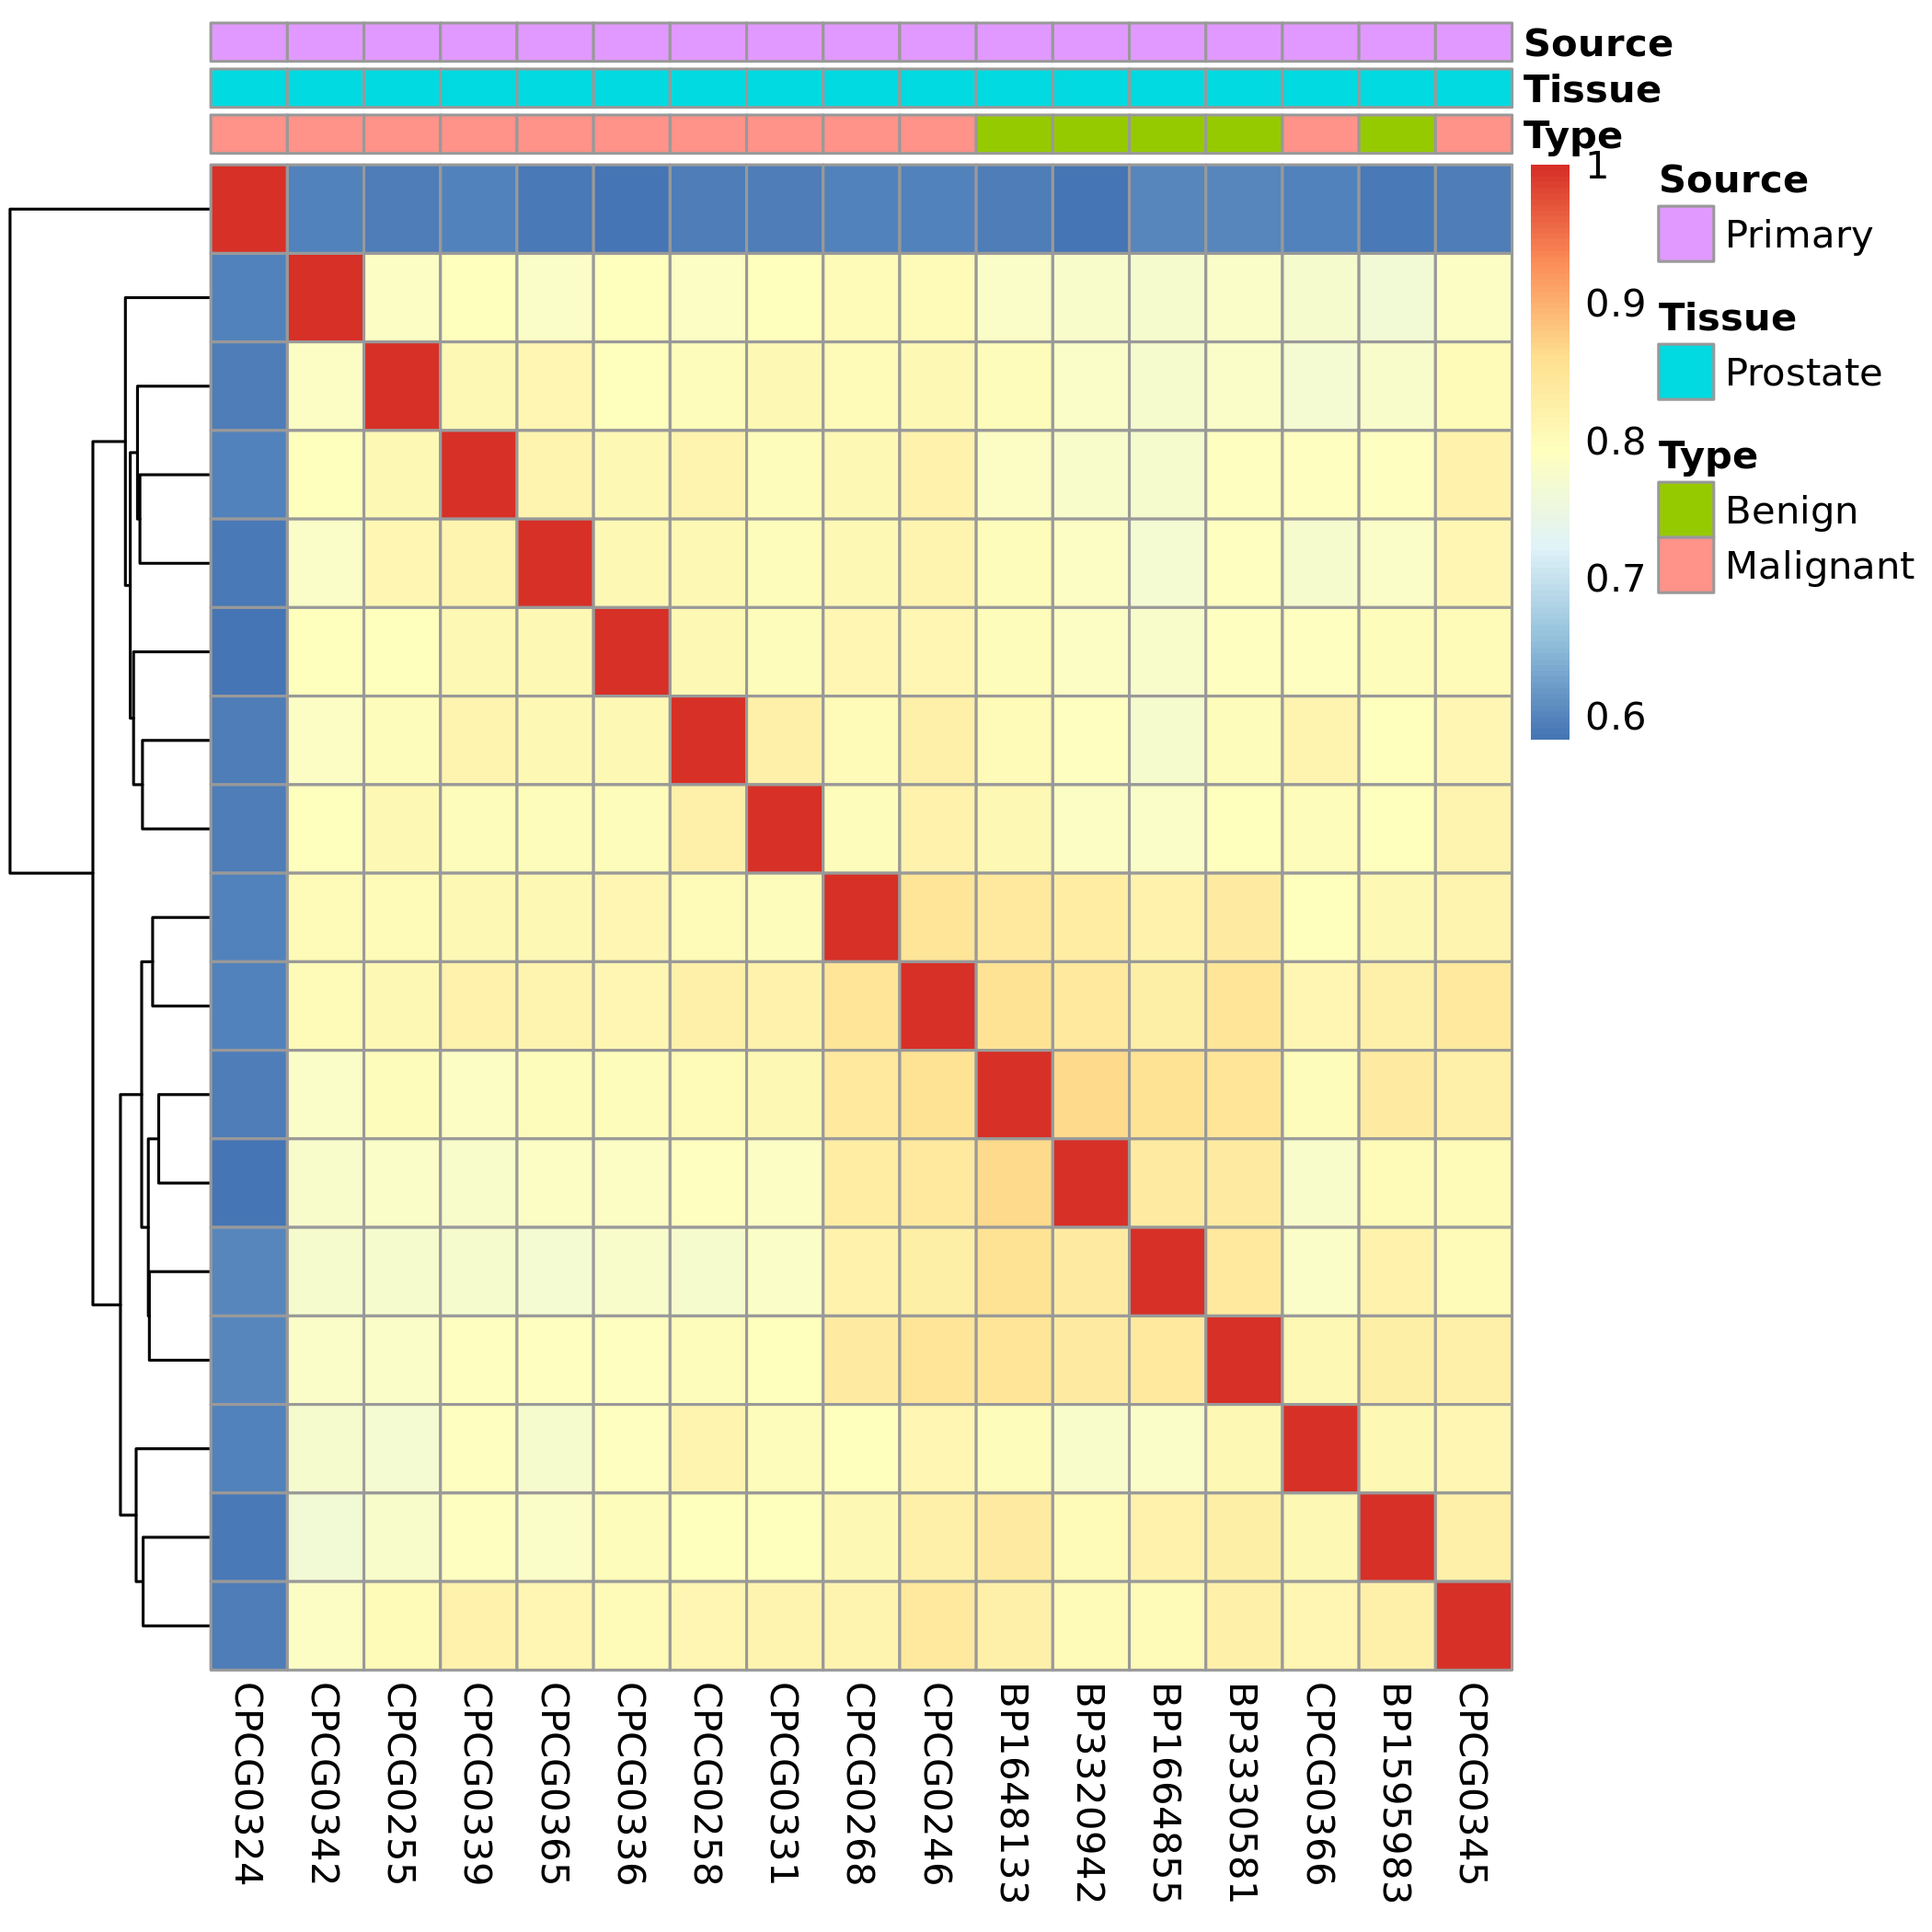 Source
Tissue
Type
1
0.9
0.8
0.7
0.6
Source
Primary
Tissue
Prostate
Type
Benign
Malignant
CPCG0324
CPCG0342
CPCG0255
CPCG0339
CPCG0365
CPCG0336
CPCG0258
CPCG0331
CPCG0268
CPCG0246
BP1648133
BP3320942
BP1664855
BP3330581
CPCG0366
BP1595983
CPCG0345